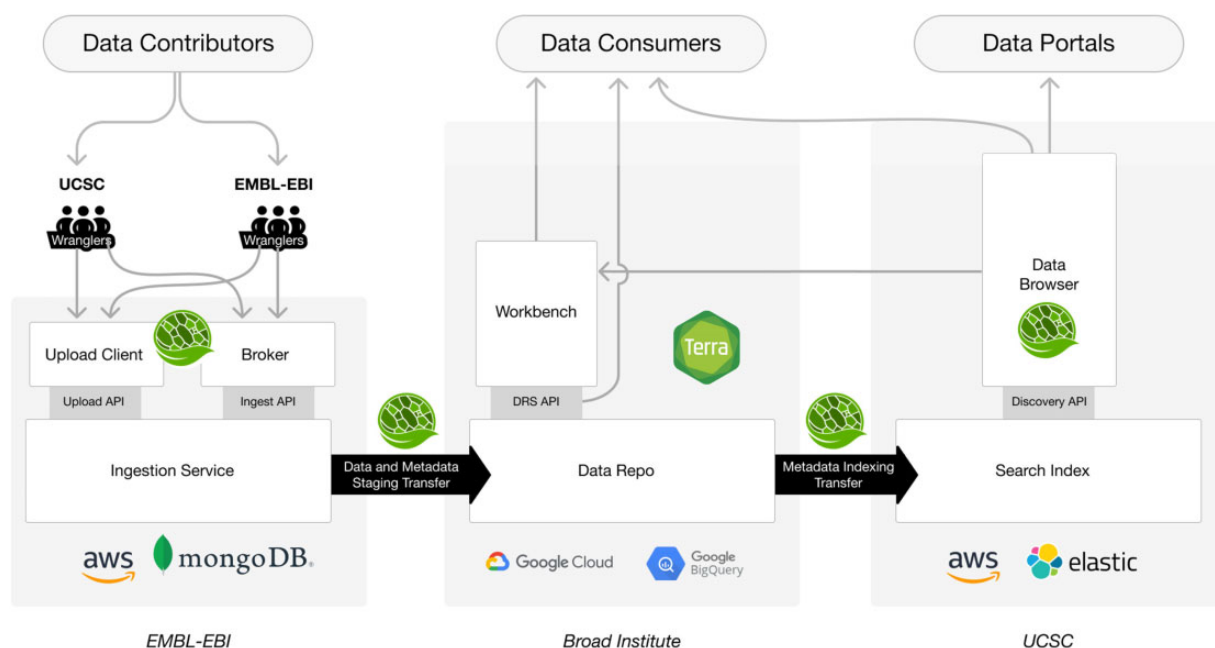 Data Contributors
Data Consumers
Data Portals
UCSC
EMBL-EBI
Wranglers
Wranglers
Data
Browser
Workbench
Terra
Upload Client
Broker
Upload API
Ingest API
DRS API
Discovery API
Ingestion Service
Data and Metadata
Staging Transfer
Data Repo
Metadata Indexing
Transfer
Search Index
aws
mongoDB®
Google Cloud
Google
BigQuery
aws
elastic
EMBL-EBI
Broad Institute
UCSC